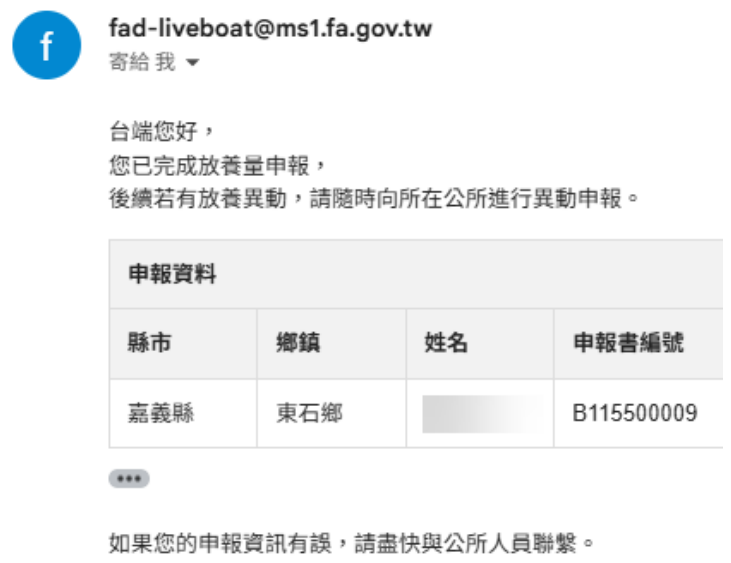 f
fad-liveboat@ms1.fa.gov.tw
寄給 我
台端您好，
您已完成放養量申報，
後續若有放養異動，請隨時向所在公所進行異動申報。
申報資料
縣市 鄉鎮 姓名 申報書編號
嘉義縣 東石鄉 B115500009
如果您的申報資訊有誤，請盡快與公所人員聯繫。